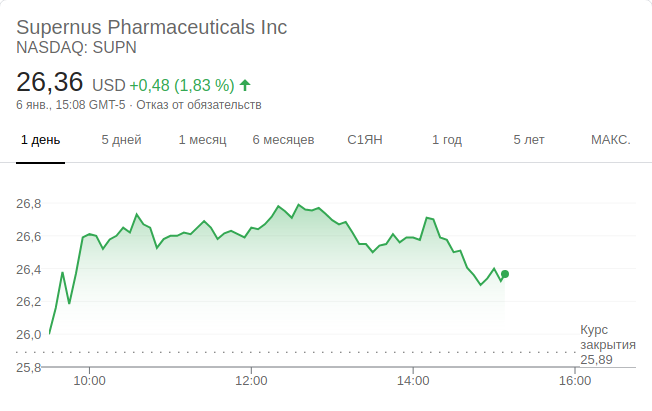 Supernus Pharmaceuticals Inc
NASDAQ: SUPN
26,36 USD +0,48 (1,83 %)
6 янв., 15:08 GMT-5 · Отказ от обязательств
1 день 5 дней 1 месяц 6 месяцев С1ЯН 1 год 5 лет МАКС.
26,8
26,6
26,4
26,2
26,0
Курс
закрытия
25,89
25,8
10:00 12:00 14:00 16:00